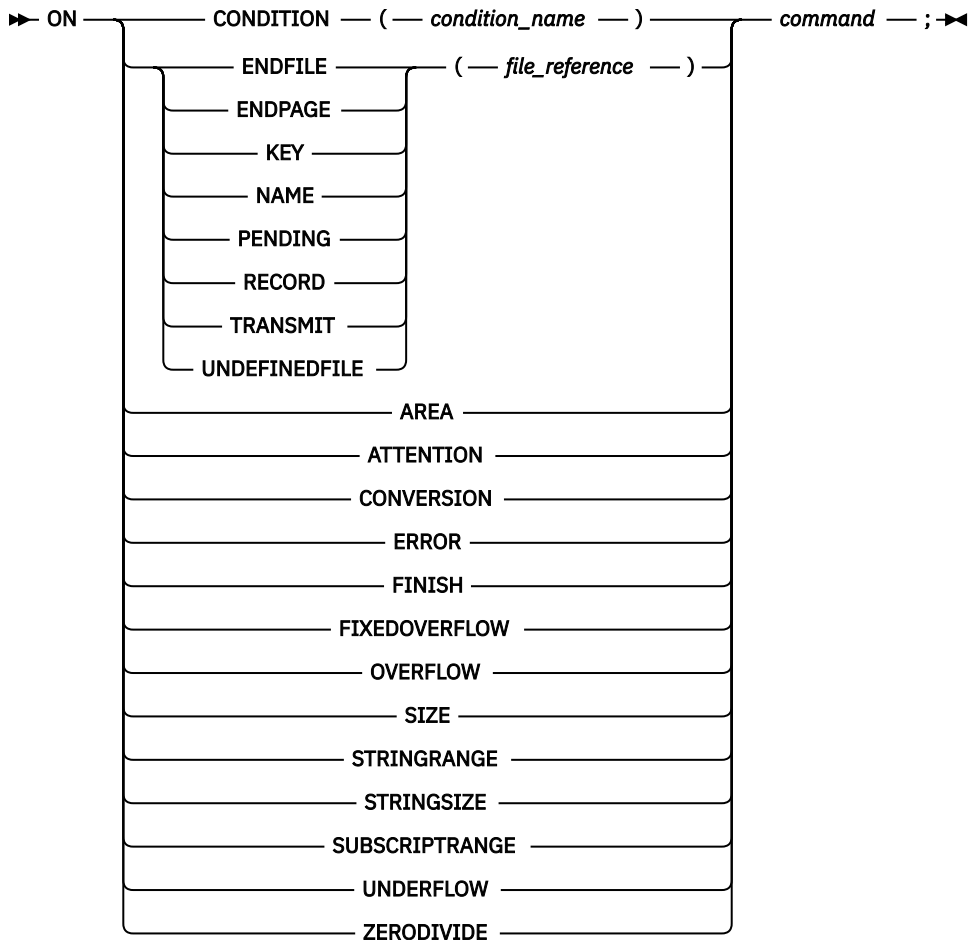 ON CONDITION ( condition_name ) command ;
ENDFILE ( file_reference )
ENDPAGE
KEY
NAME
PENDING
RECORD
TRANSMIT
UNDEFINEDFILE
AREA
ATTENTION
CONVERSION
ERROR
FINISH
FIXEDOVERFLOW
OVERFLOW
SIZE
STRINGRANGE
STRINGSIZE
SUBSCRIPTRANGE
UNDERFLOW
ZERODIVIDE